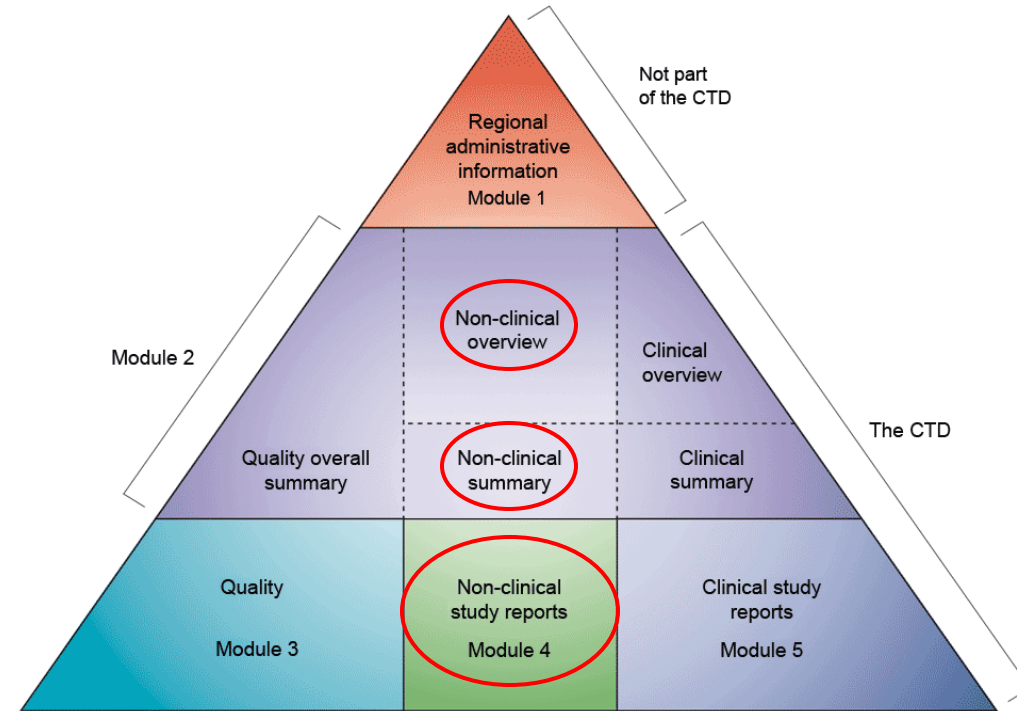 Not part
of the CTD
Regional
administrative
information
Module 1
Module 2
Non-clinical
overview
Clinical
overview
The CTD
Quality overall
summary
Non-clinical
summary
Clinical
summary
Quality
Module 3
Non-clinical
study reports
Module 4
Clinical study
reports
Module 5